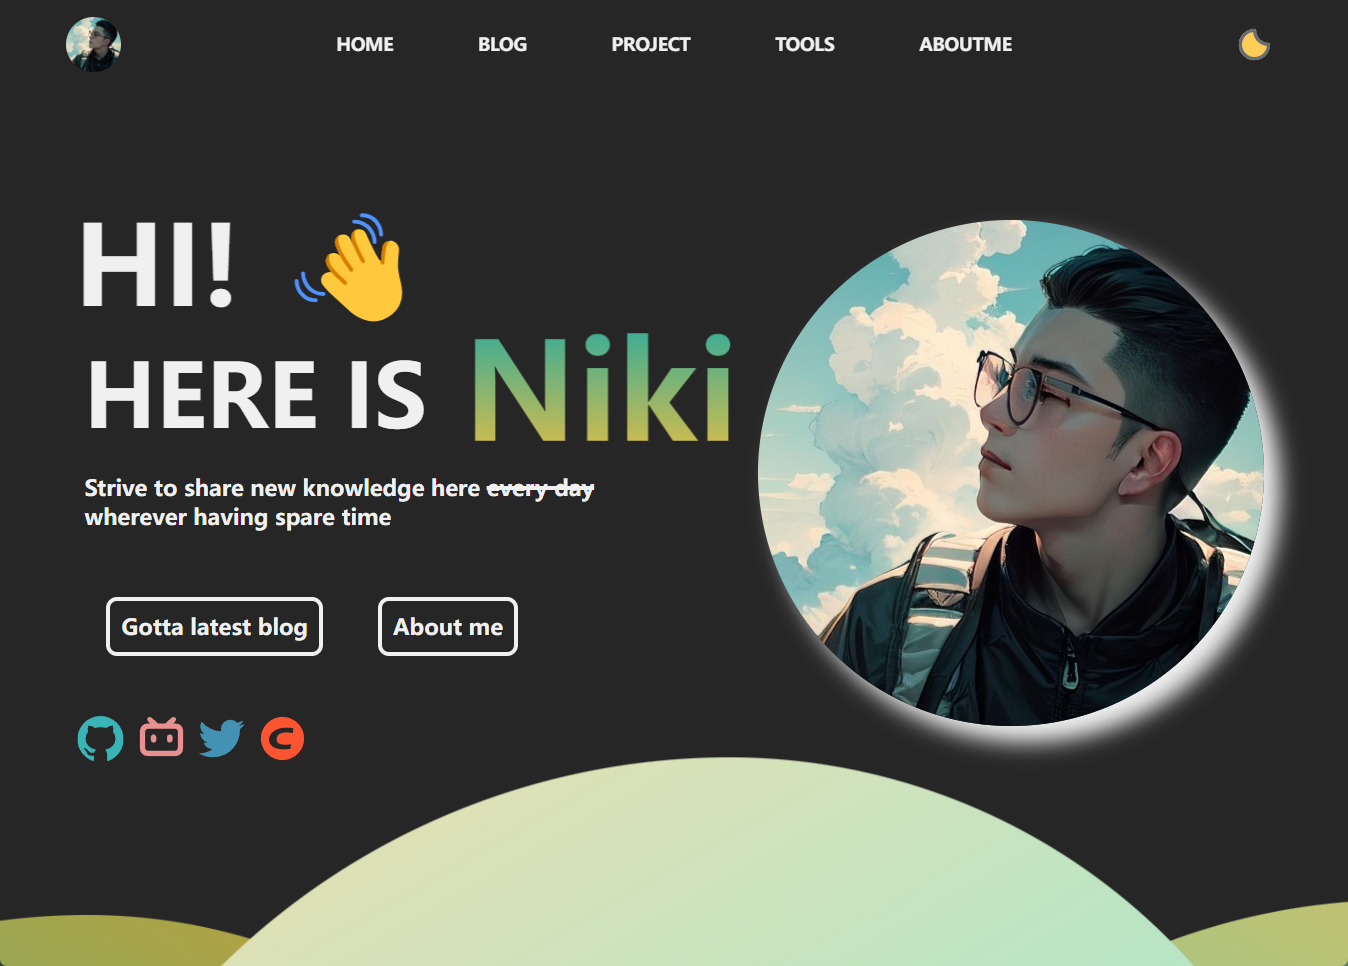 HOME BLOG PROJECT TOOLS ABOUTME
HI!
HERE IS Niki
Strive to share new knowledge here every day
wherever having spare time
Gotta latest blog About me